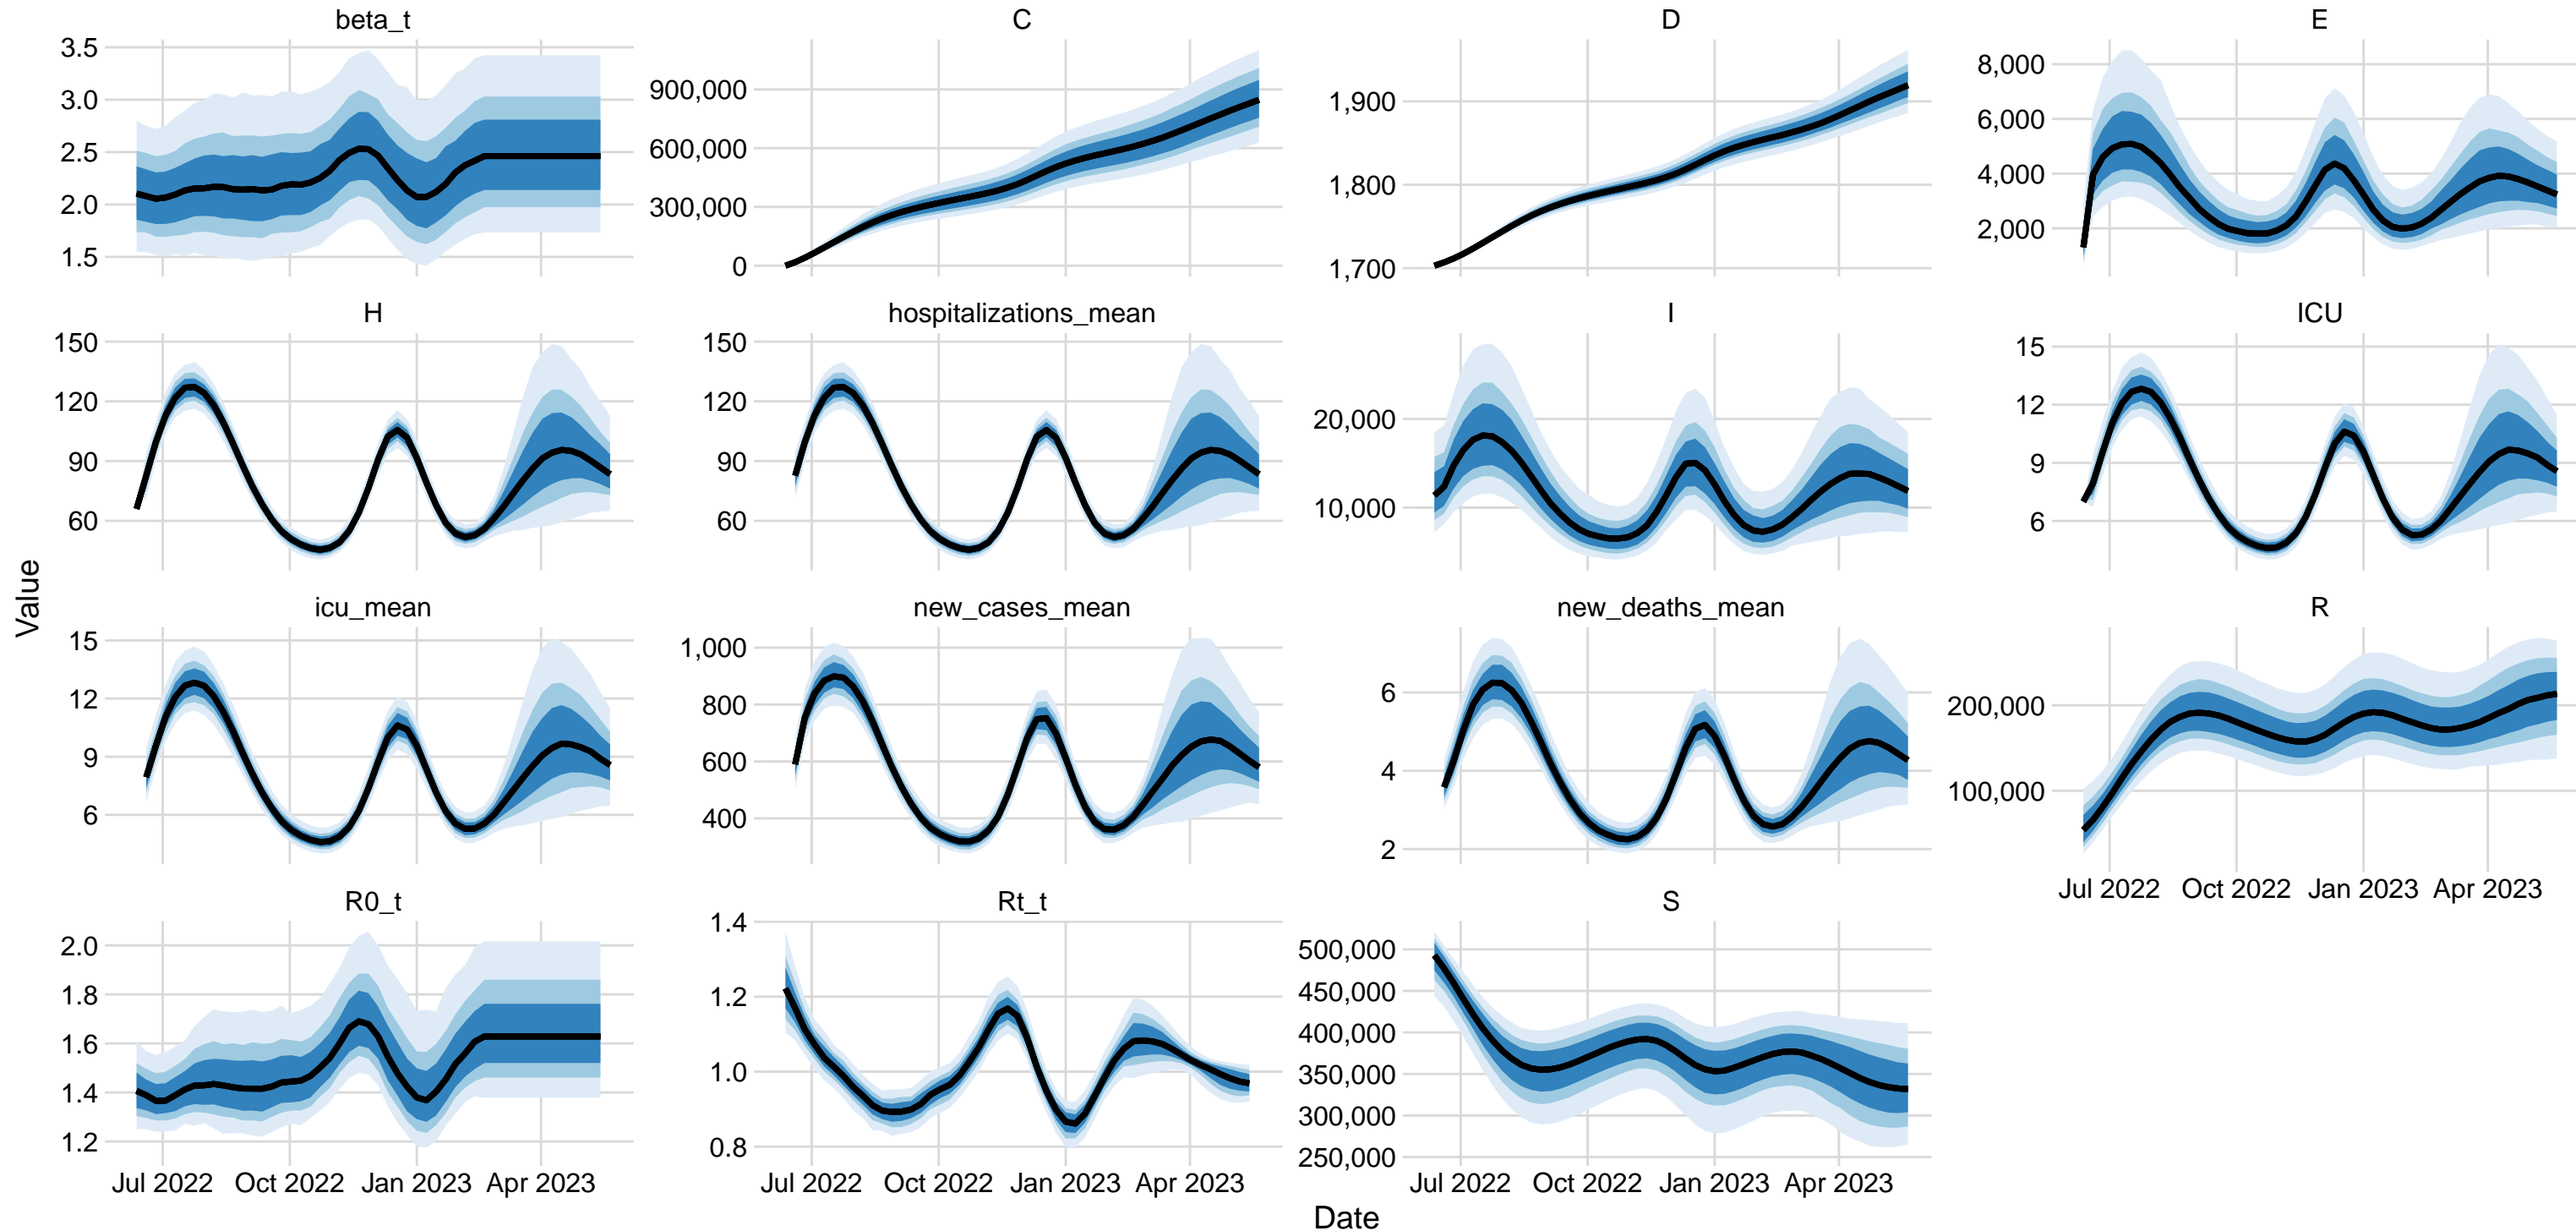 beta_t
C
D
E
3.5
3.0
2.5
2.0
1.5
900,000
600,000
300,000
0
1,900
1,800
1,700
8,000
6,000
4,000
2,000
H
hospitalizations_mean
I
ICU
150
120
90
60
150
120
90
60
20,000
10,000
15
12
9
6
Value
icu_mean
new_cases_mean
new_deaths_mean
R
15
12
9
6
1,000
800
600
400
6
4
2
200,000
100,000
Jul 2022 Oct 2022 Jan 2023 Apr 2023
R0_t
Rt_t
S
2.0
1.8
1.6
1.4
1.2
1.4
1.2
1.0
0.8
500,000
450,000
400,000
350,000
300,000
250,000
Jul 2022 Oct 2022 Jan 2023 Apr 2023
Jul 2022 Oct 2022 Jan 2023 Apr 2023
Jul 2022 Oct 2022 Jan 2023 Apr 2023
Date